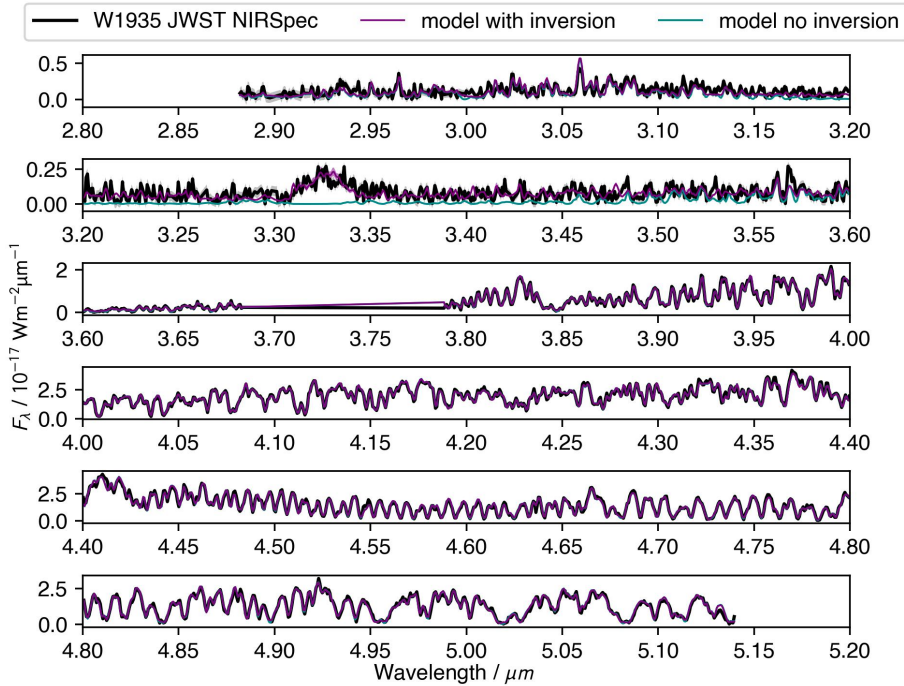 W1935 JWST NIRSpec model with inversion model no inversion
0.5
0.0
2.80 2.85 2.90 2.95 3.00 3.05 3.10 3.15 3.20
0.25
0.00
3.20 3.25 3.30 3.35 3.40 3.45 3.50 3.55 3.60
2
0
3.60 3.65 3.70 3.75 3.80 3.85 3.90 3.95 4.00
Fλ / 10⁻¹⁷ Wm⁻²μm⁻¹
2.5
0.0
4.00 4.05 4.10 4.15 4.20 4.25 4.30 4.35 4.40
2.5
0.0
4.40 4.45 4.50 4.55 4.60 4.65 4.70 4.75 4.80
2.5
0.0
4.80 4.85 4.90 4.95 5.00 5.05 5.10 5.15 5.20
Wavelength / μm